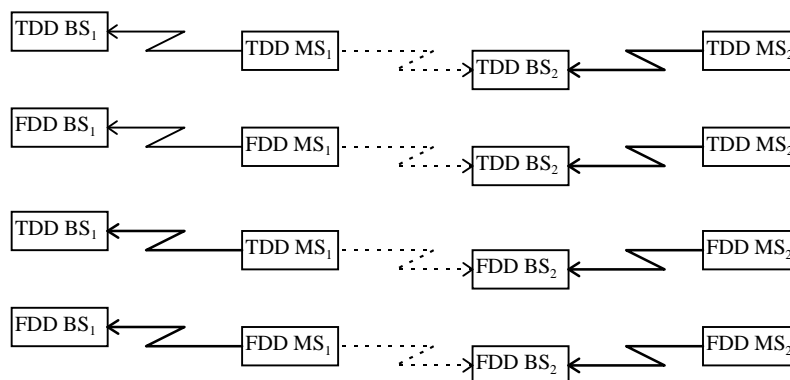 TDD BS₁ TDD MS₁ TDD BS₂ TDD MS₂
FDD BS₁ FDD MS₁ TDD BS₂ TDD MS₂
TDD BS₁ TDD MS₁ FDD BS₂ FDD MS₂
FDD BS₁ FDD MS₁ FDD BS₂ FDD MS₂